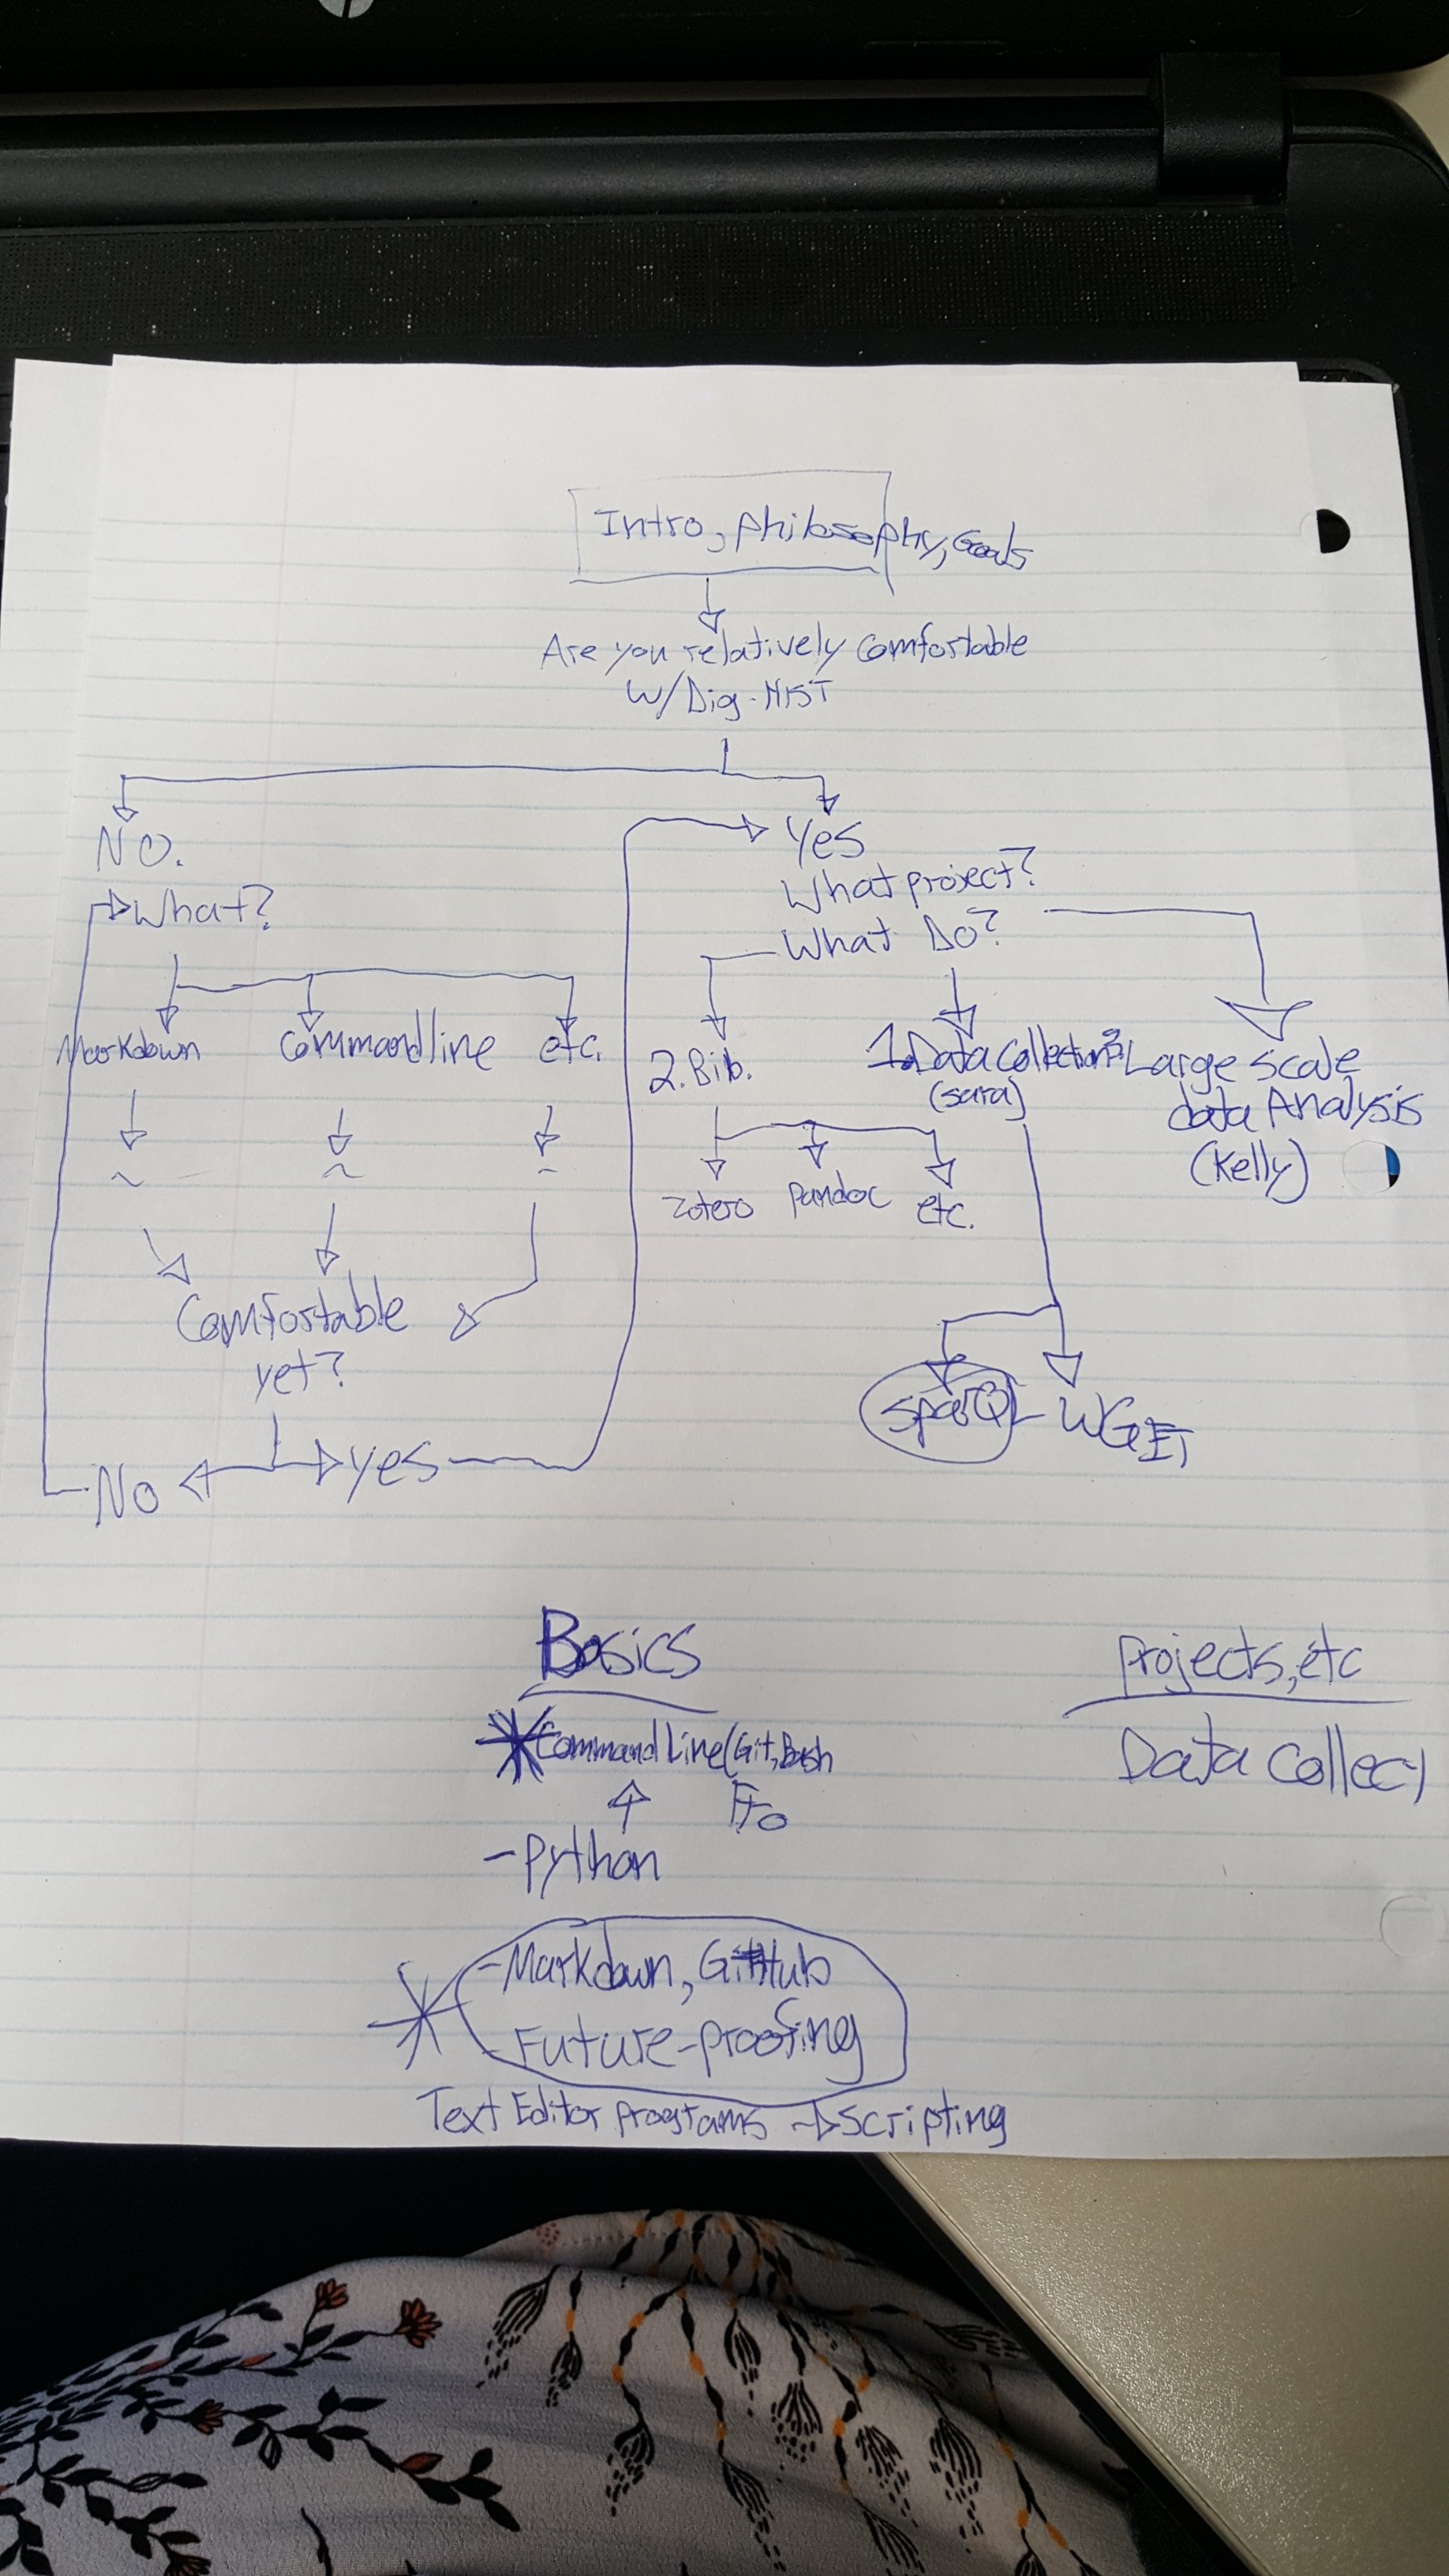 Intro, philosophy, Goals
Are you relatively Comfortable
w/Dig. HIST
NO.
What?
Markdown
Commandline
etc.
Comfortable
yet?
No
yes
Yes
What project?
What Do?
2. Bib.
Zotero
pandoc
etc.
1. Data Collection
(sara)
SparQL
WGET
3. Large scale
data Analysis
(Kelly)
Basics
Command Line (Git, Bash
- Python
- Markdown, GitHub
- Future-proofing
Text Editor programs → Scripting
projects, etc
Data Collect